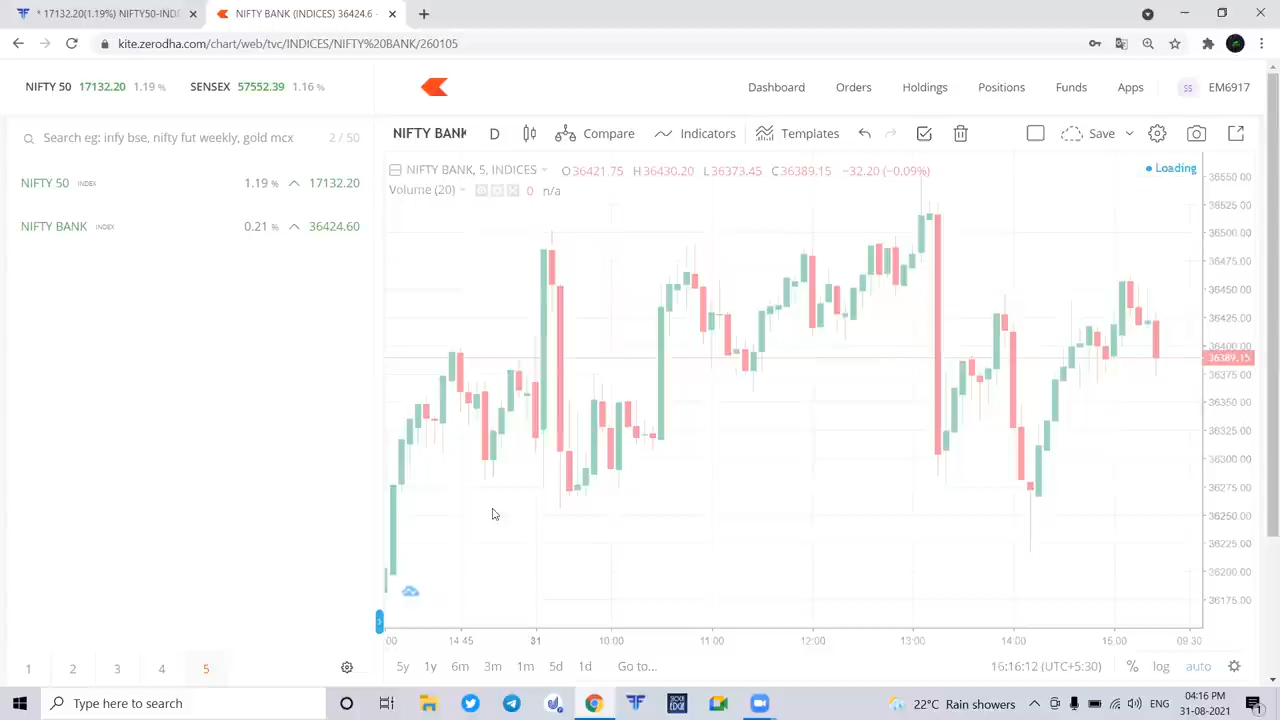 * 17132.20(1.19%) NIFTY50-INDI
NIFTY BANK (INDICES) 36424.6 -
kite.zerodha.com/chart/web/tvc/INDICES/NIFTY%20BANK/260105
NIFTY 50 17132.20 1.19 % SENSEX 57552.39 1.16 %
Dashboard Orders Holdings Positions Funds Apps SS EM6917
Search eg: infy bse, nifty fut weekly, gold mcx 2 / 50
NIFTY BANK D Compare Indicators Templates Save
NIFTY BANK, 5, INDICES O36421.75 H36430.20 L36373.45 C36389.15 −32.20 (−0.09%)
Loading
Volume (20) 0 n/a
NIFTY 50 INDEX 1.19 % 17132.20
NIFTY BANK INDEX 0.21 % 36424.60
36550.00
36525.00
36500.00
36475.00
36450.00
36425.00
36400.00
36389.15
36375.00
36350.00
36325.00
36300.00
36275.00
36250.00
36225.00
36200.00
36175.00
:00 14:45 31 10:00 11:00 12:00 13:00 14:00 15:00 09:30
1 2 3 4 5
5y 1y 6m 3m 1m 5d 1d Go to... 16:16:12 (UTC+5:30) % log auto
Type here to search
22°C Rain showers ENG
04:16 PM
31-08-2021
1